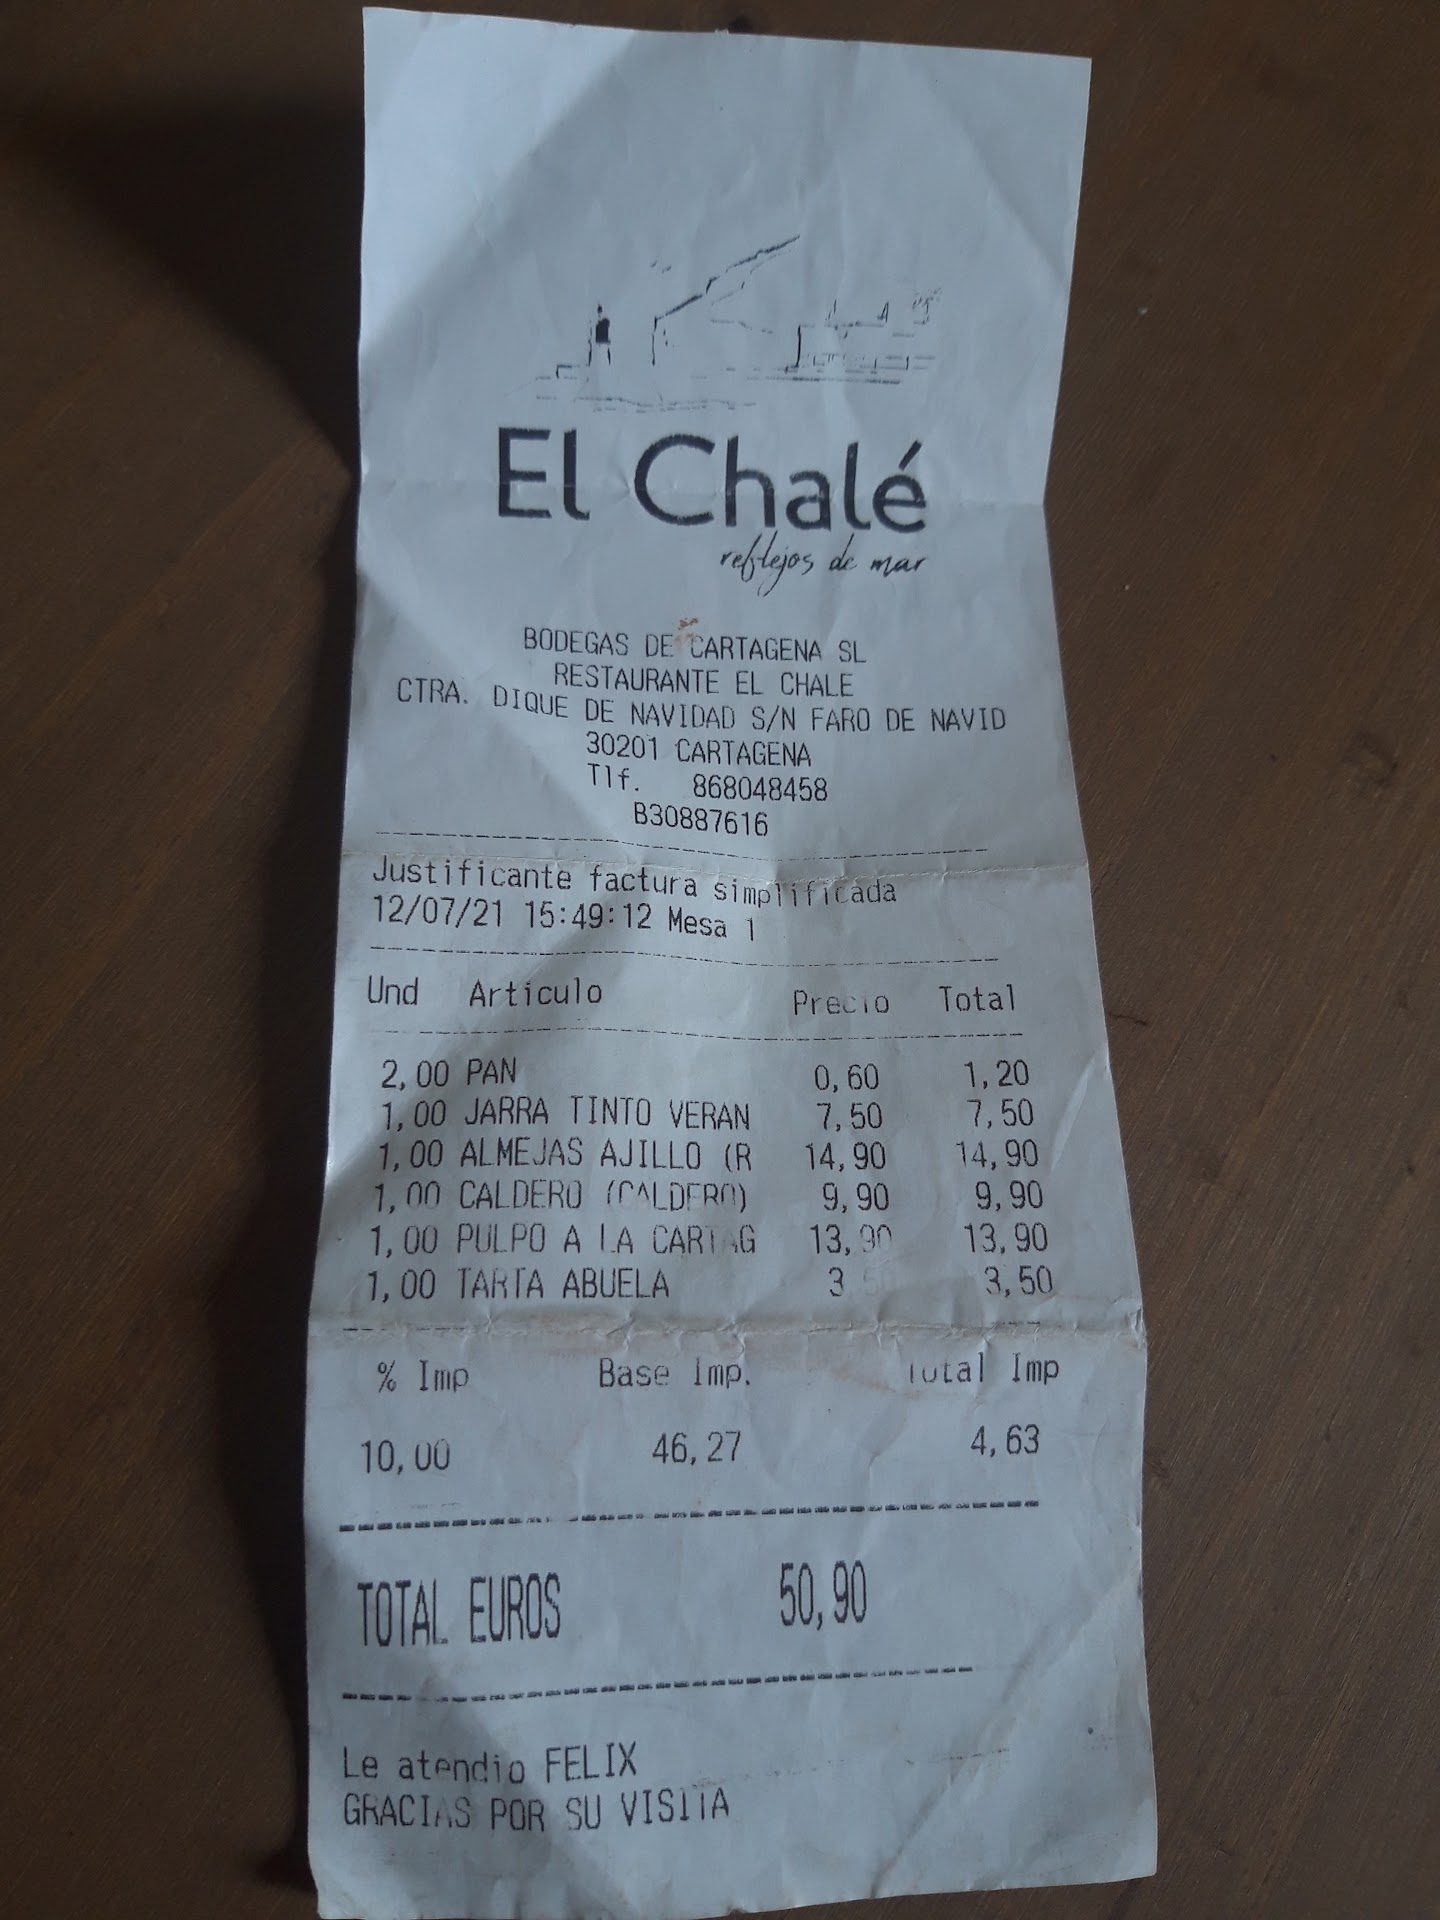 El Chalé
reflejos de mar
BODEGAS DE CARTAGENA SL
RESTAURANTE EL CHALE
CTRA. DIQUE DE NAVIDAD S/N FARO DE NAVID
30201 CARTAGENA
Tlf. 868048458
B30887616
Justificante factura simplificada
12/07/21 15:49:12 Mesa 1
Und Articulo Precio Total
2,00 PAN 0,60 1,20
1,00 JARRA TINTO VERAN 7,50 7,50
1,00 ALMEJAS AJILLO (R 14,90 14,90
1,00 CALDERO (CALDERO) 9,90 9,90
1,00 PULPO A LA CARTAG 13,90 13,90
1,00 TARTA ABUELA 3,50 3,50
% Imp Base Imp. Total Imp
10,00 46,27 4,63
TOTAL EUROS 50,90
Le atendio FELIX
GRACIAS POR SU VISITA